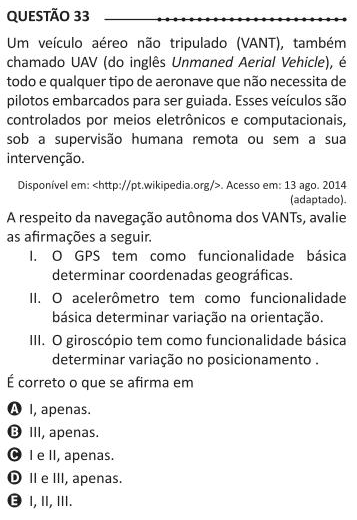 QUESTÃO 33
Um veículo aéreo não tripulado (VANT), também
chamado UAV (do inglês Unmaned Aerial Vehicle), é
todo e qualquer tipo de aeronave que não necessita de
pilotos embarcados para ser guiada. Esses veículos são
controlados por meios eletrônicos e computacionais,
sob a supervisão humana remota ou sem a sua
intervenção.
Disponível em: <http://pt.wikipedia.org/>. Acesso em: 13 ago. 2014
(adaptado).
A respeito da navegação autônoma dos VANTs, avalie
as afirmações a seguir.
I. O GPS tem como funcionalidade básica
determinar coordenadas geográficas.
II. O acelerômetro tem como funcionalidade
básica determinar variação na orientação.
III. O giroscópio tem como funcionalidade básica
determinar variação no posicionamento .
É correto o que se afirma em
A I, apenas.
B III, apenas.
C I e II, apenas.
D II e III, apenas.
E I, II, III.